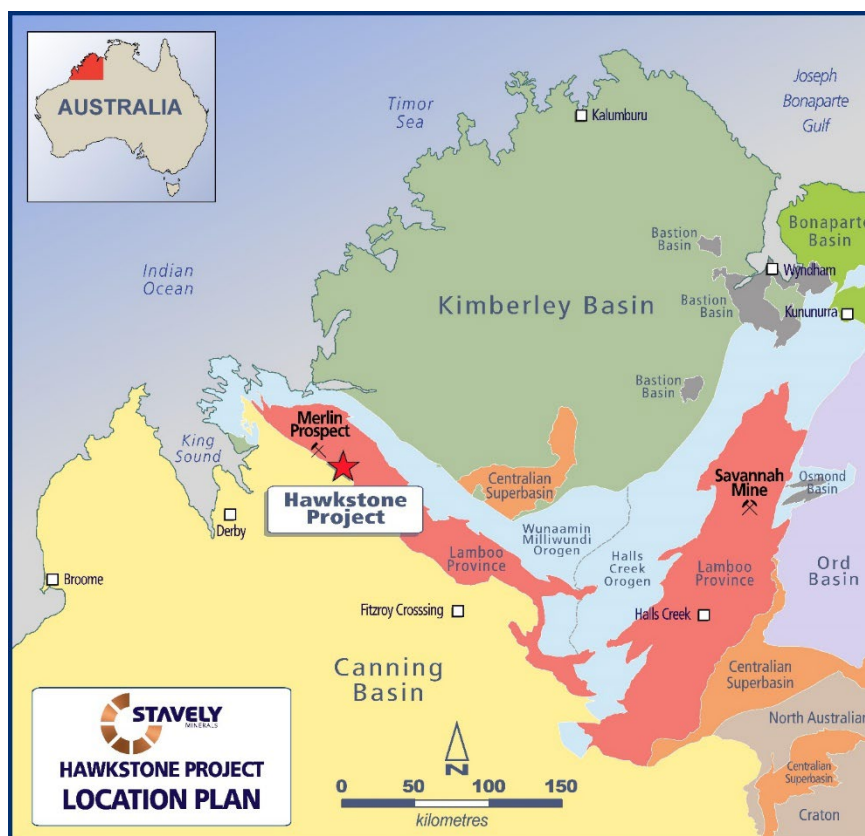 AUSTRALIA
Timor
Sea
Joseph
Bonaparte
Gulf
Kalumburu
Bonaparte
Basin
Bastion
Basin
Wyndham
Indian
Ocean
Kimberley Basin
Bastion
Basin
Kununurra
Bastion
Basin
Merlin
Prospect
King
Sound
Hawkstone
Project
Centralian
Superbasin
Savannah
Mine
Osmond
Basin
Derby
Wunaamin
Milliwundi
Orogen
Halls
Creek
Orogen
Lamboo
Province
Lamboo
Province
Ord
Basin
Broome
Fitzroy Crosssing
Halls Creek
Canning
Basin
Centralian
Superbasin
North Australian
Centralian
Superbasin
Craton
STAVELY
MINERALS
HAWKSTONE PROJECT
LOCATION PLAN
N
0 50 100 150
kilometres